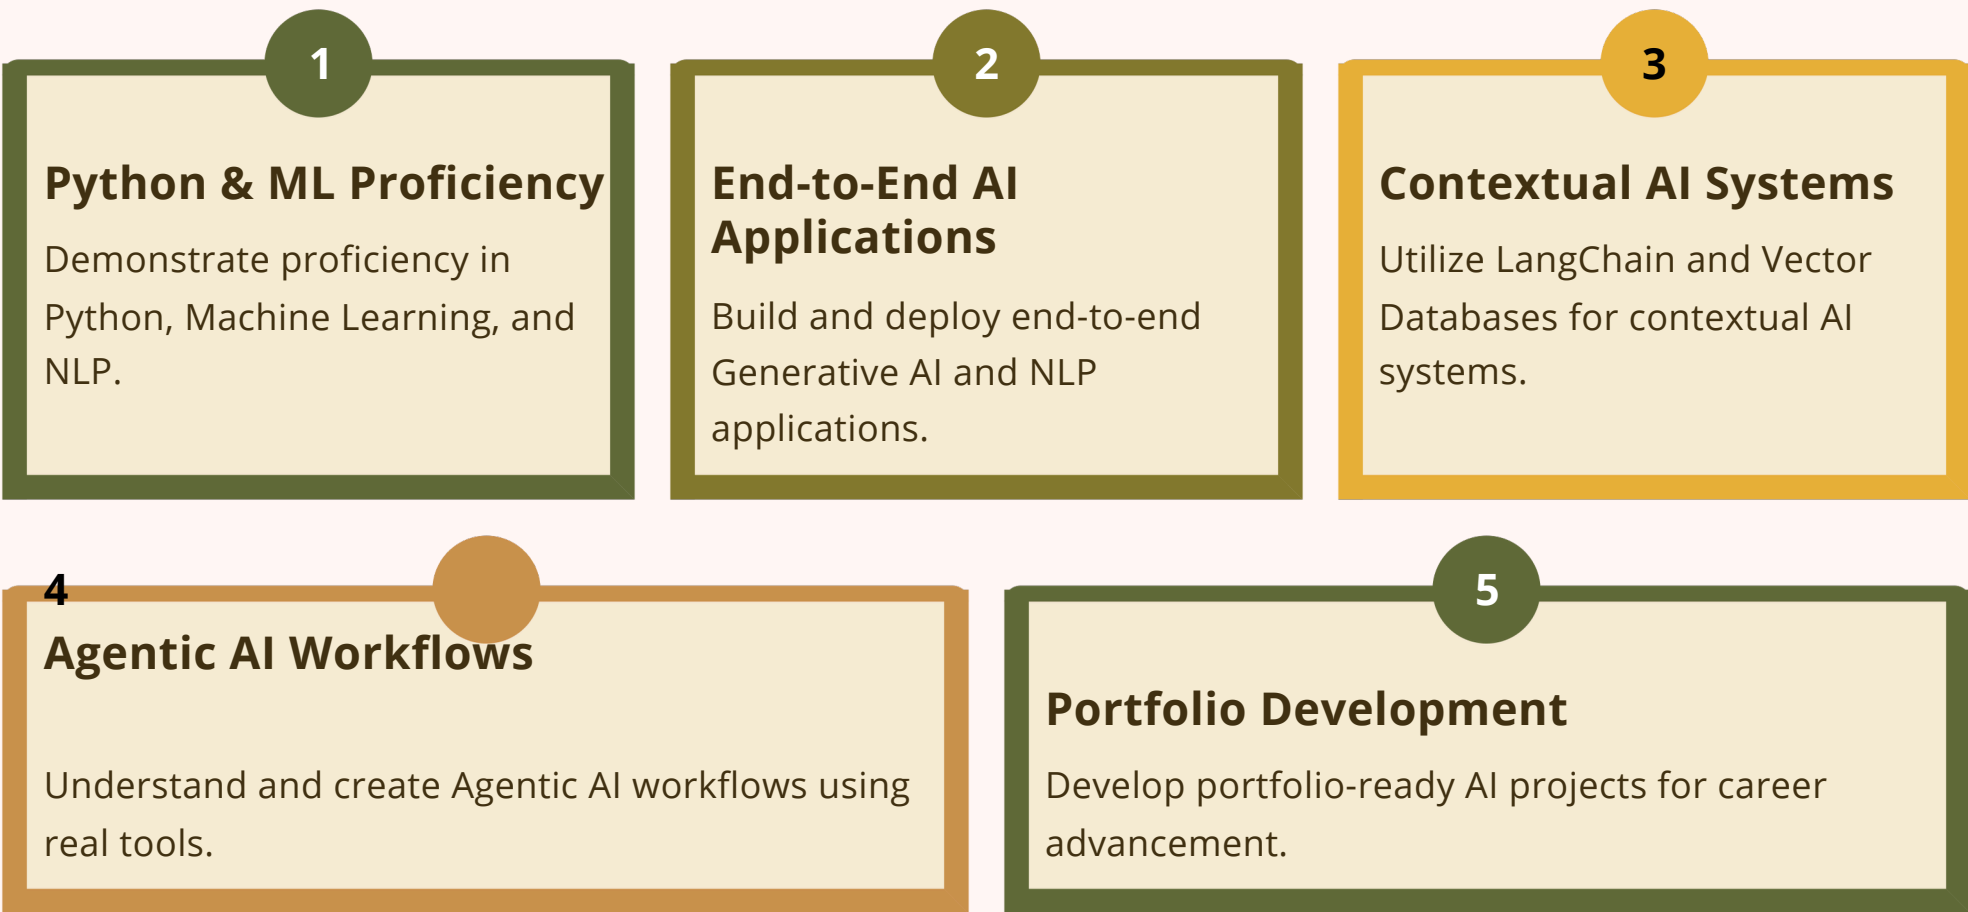 1
Python & ML Proficiency
Demonstrate proficiency in
Python, Machine Learning, and
NLP.
2
End-to-End AI
Applications
Build and deploy end-to-end
Generative AI and NLP
applications.
3
Contextual AI Systems
Utilize LangChain and Vector
Databases for contextual AI
systems.
4
Agentic AI Workflows
Understand and create Agentic AI workflows using
real tools.
5
Portfolio Development
Develop portfolio-ready AI projects for career
advancement.